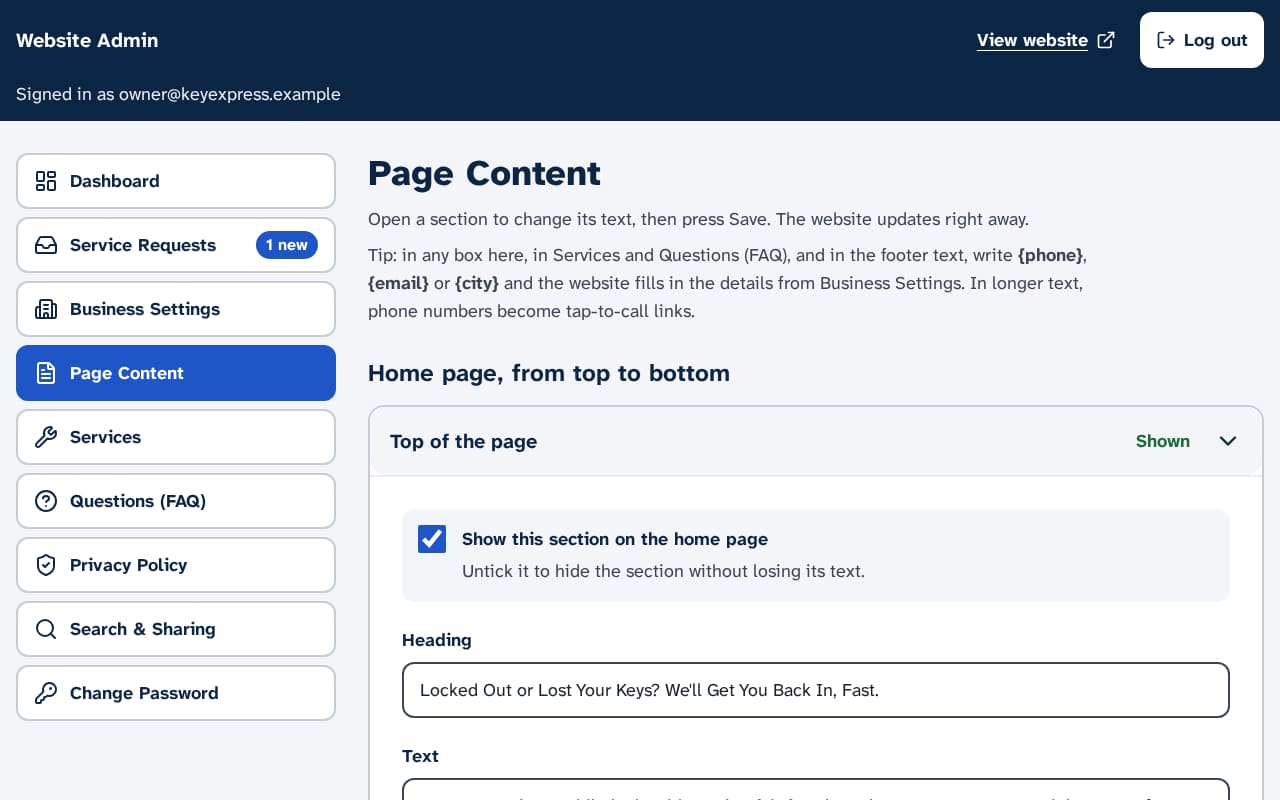 Website Admin
View website
Log out
Signed in as owner@keyexpress.example
Dashboard
Service Requests
1 new
Business Settings
Page Content
Services
Questions (FAQ)
Privacy Policy
Search & Sharing
Change Password
Page Content
Open a section to change its text, then press Save. The website updates right away.
Tip: in any box here, in Services and Questions (FAQ), and in the footer text, write {phone},
{email} or {city} and the website fills in the details from Business Settings. In longer text,
phone numbers become tap-to-call links.
Home page, from top to bottom
Top of the page
Shown
Show this section on the home page
Untick it to hide the section without losing its text.
Heading
Locked Out or Lost Your Keys? We'll Get You Back In, Fast.
Text